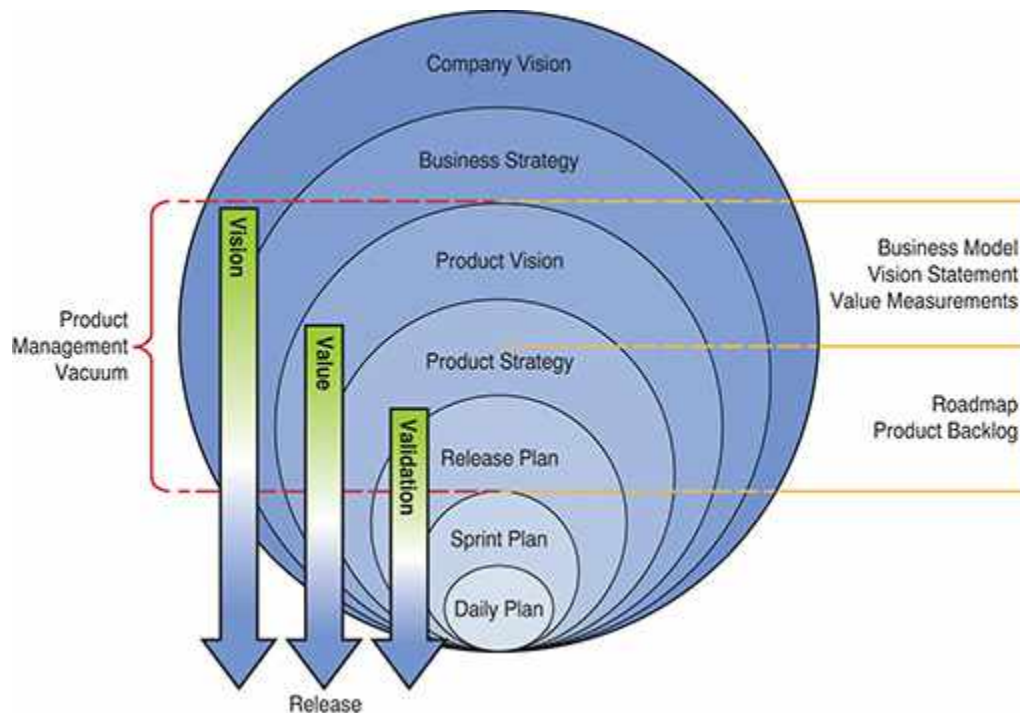 Company Vision
Business Strategy
Vision
Product Vision
Business Model
Vision Statement
Value Measurements
Product
Management
Vacuum
Value
Product Strategy
Validation
Roadmap
Product Backlog
Release Plan
Sprint Plan
Daily Plan
Release